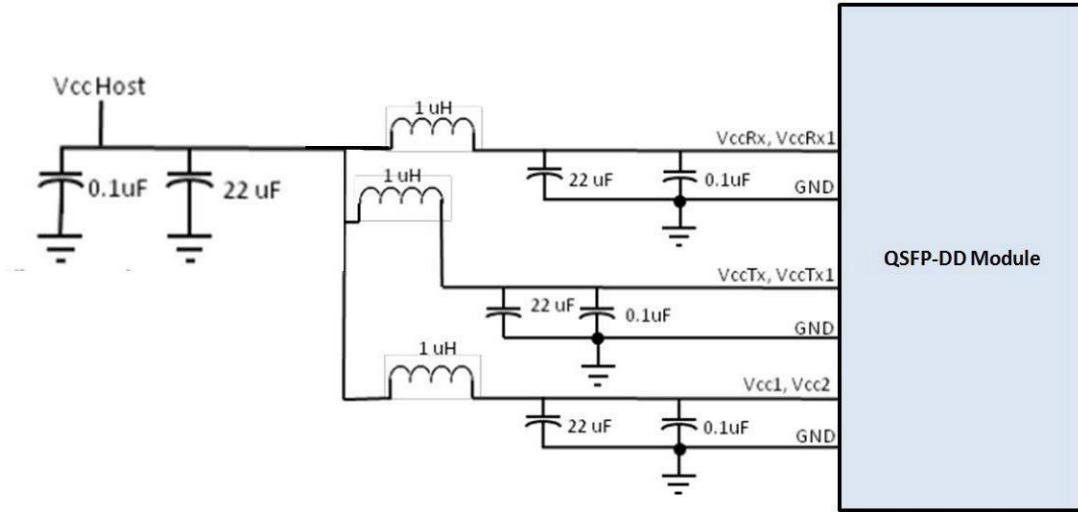 VccHost
0.1uF
22 uF
1 uH
VccRx, VccRx1
22 uF
0.1uF
GND
1 uH
QSFP-DD Module
VccTx, VccTx1
22 uF
0.1uF
GND
1 uH
Vcc1, Vcc2
22 uF
0.1uF
GND